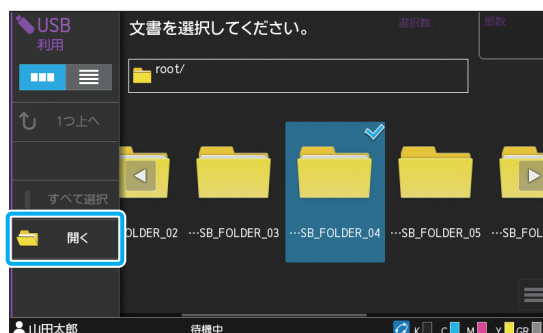 USB
利用
文書を選択してください。
選択数:
部数
root/
1つ上へ
すべて選択
開く
OLDER_02
…SB_FOLDER_03
…SB_FOLDER_04
…SB_FOLDER_05
…SB_FOL
山田太郎
待機中
K C M Y GR